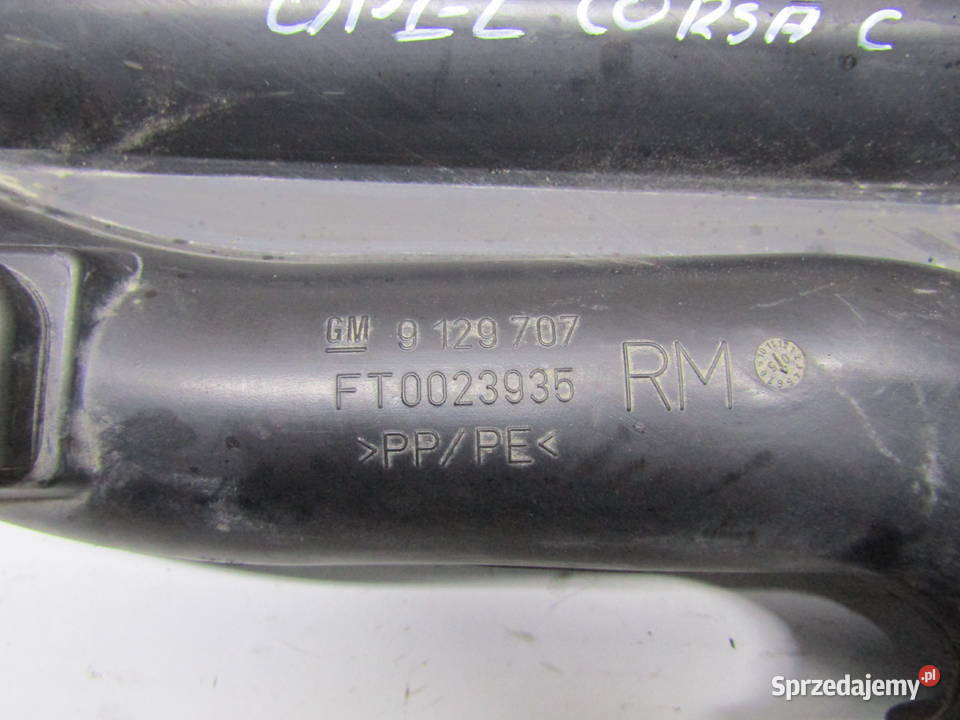 OPEL CORSA C
GM 9 129 707
FT0023935
RM
>PP/PE<
Sprzedajemy.pl